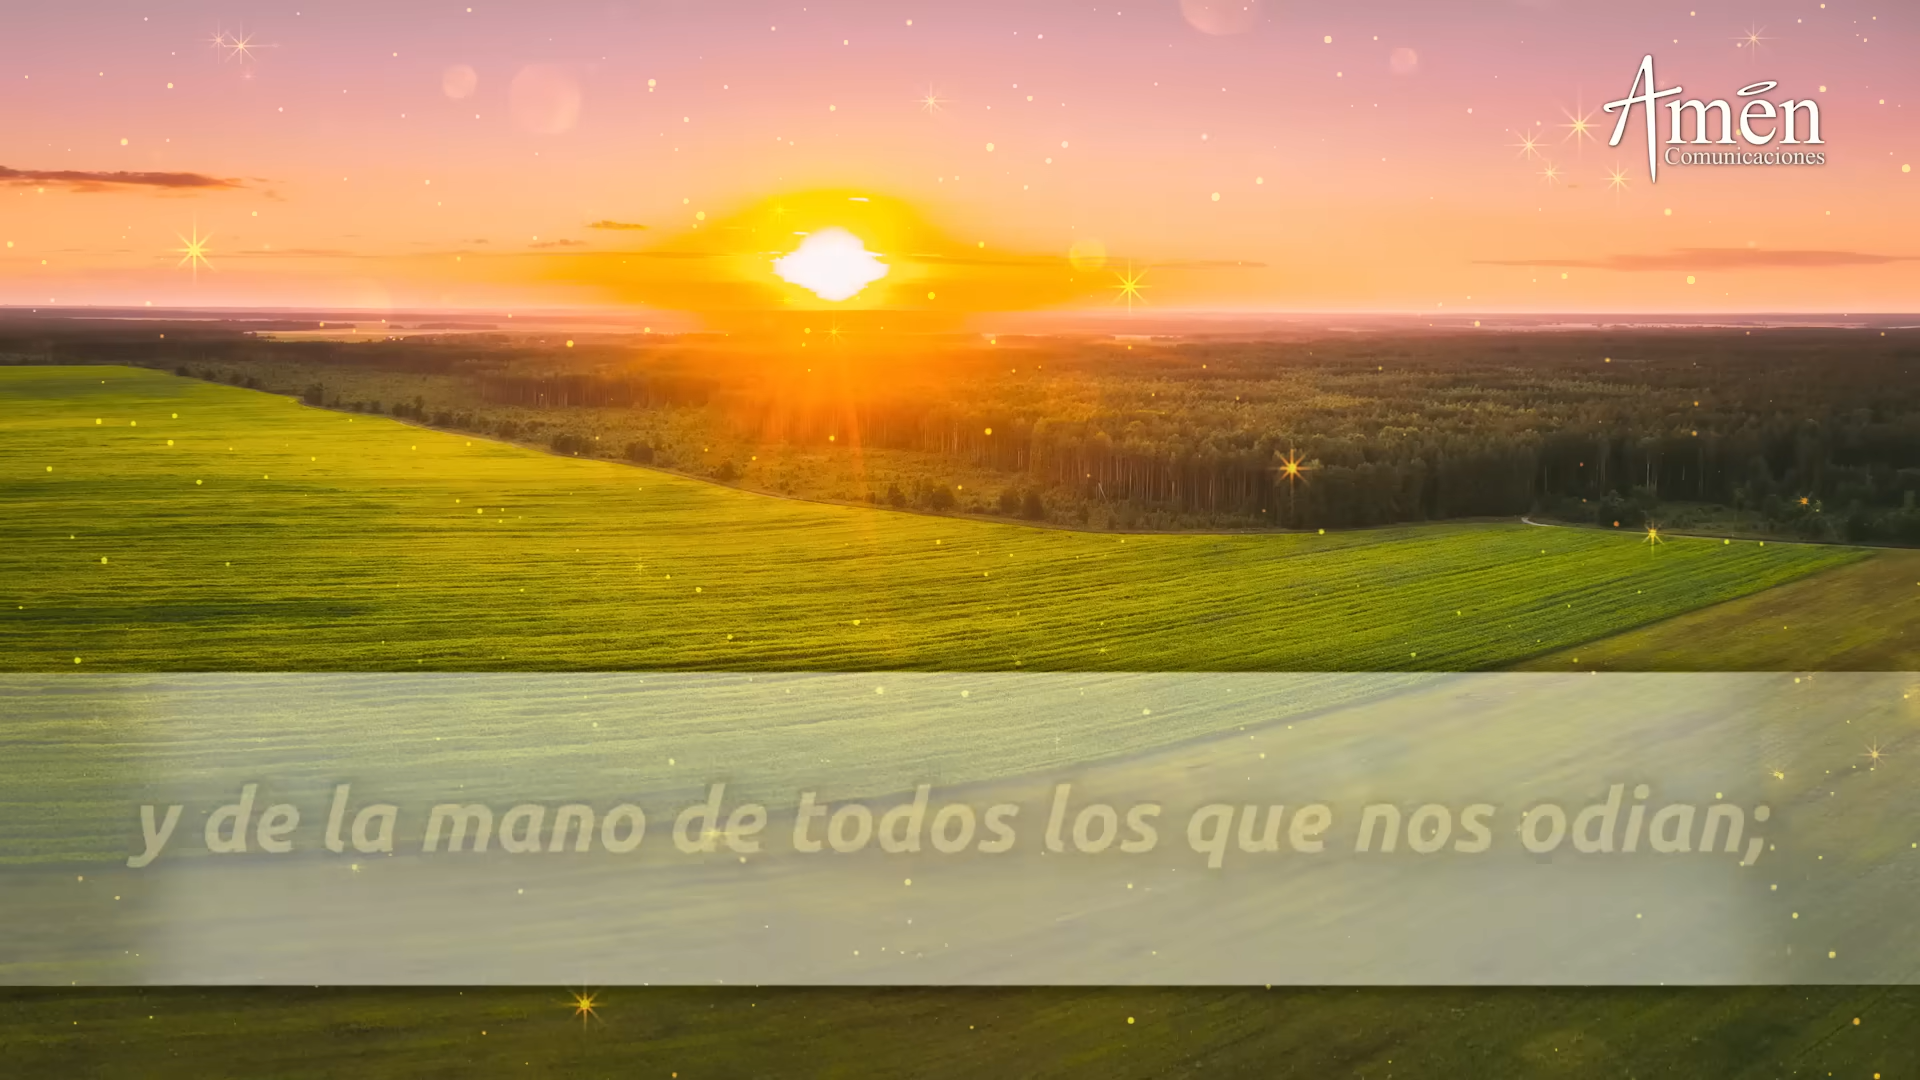 Amén
Comunicaciones
y de la mano de todos los que nos odian;